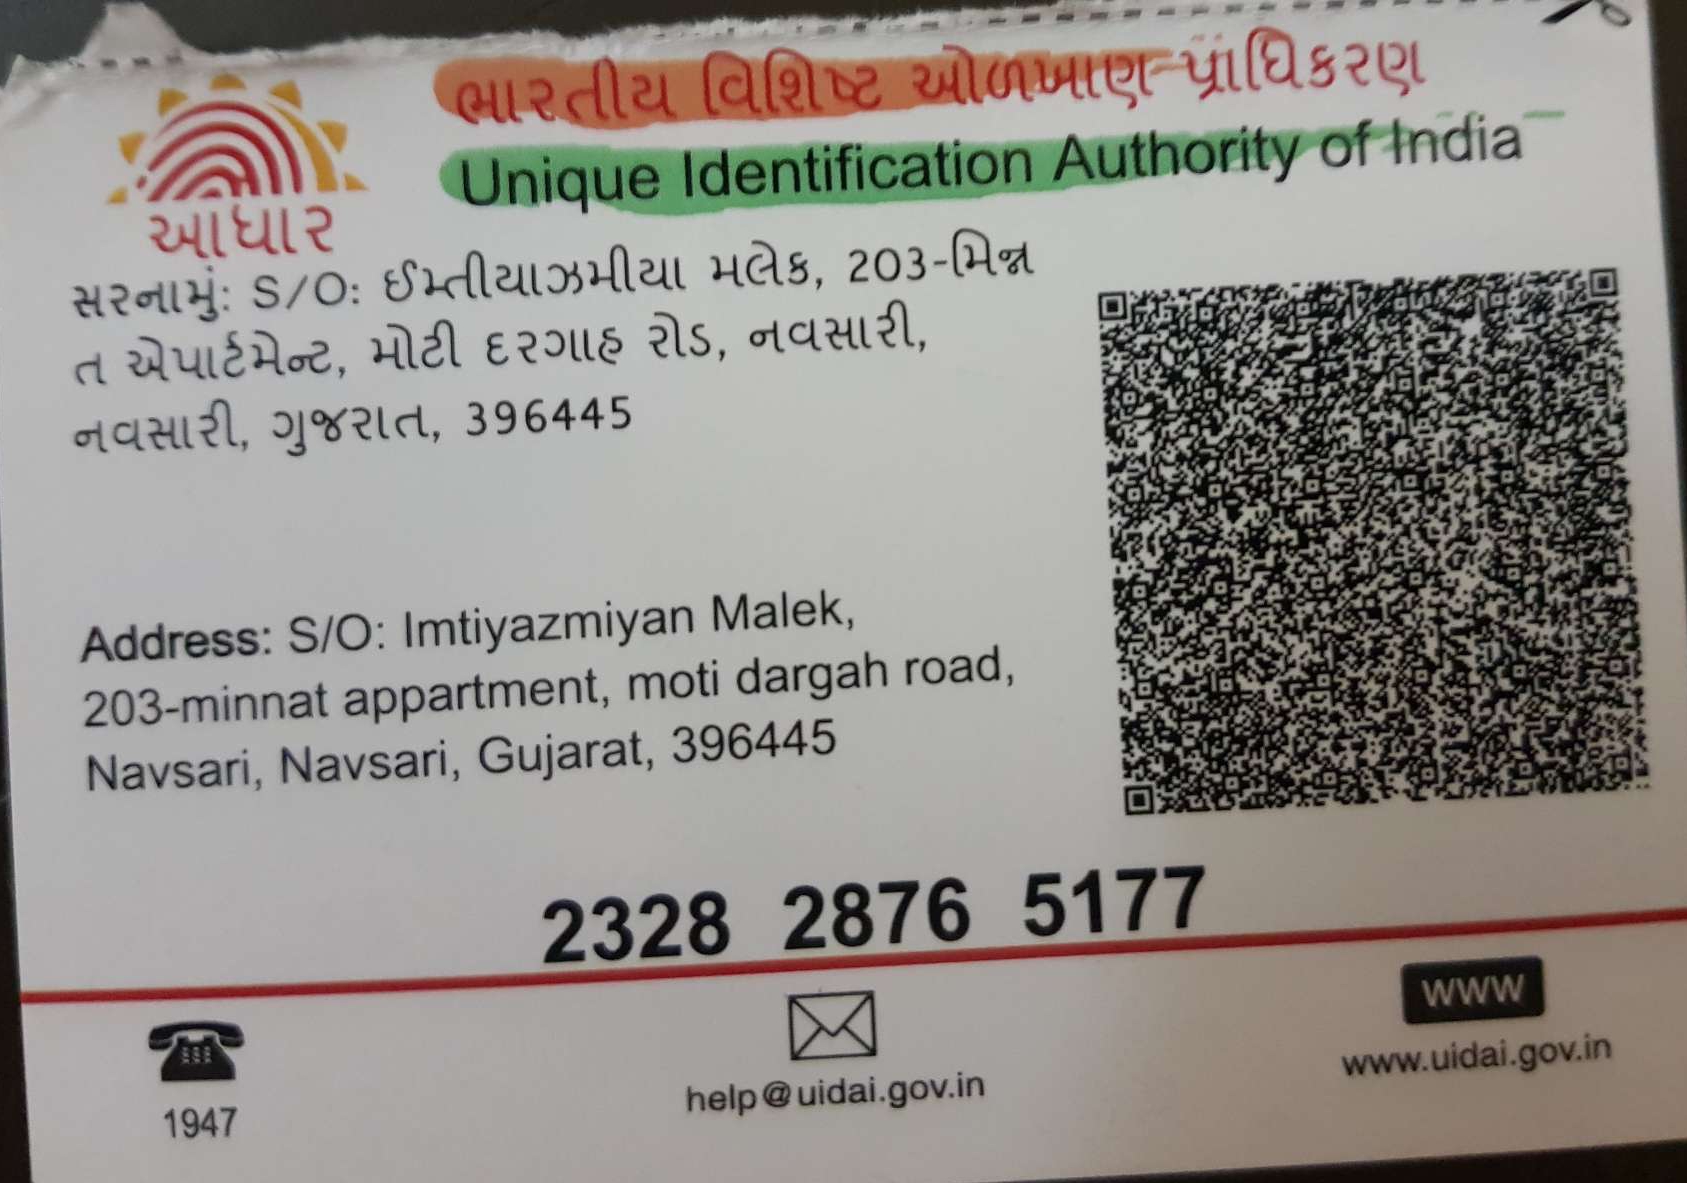 ભારતીય વિશિષ્ટ ઓળખાણ પ્રાધિકરણ
Unique Identification Authority of India
આધાર
સરનામું: S/O: ઈમ્તીયાઝમીયા મલેક, 203-મિન્ન
ત એપાર્ટમેન્ટ, મોટી દરગાહ રોડ, નવસારી,
નવસારી, ગુજરાત, 396445
Address: S/O: Imtiyazmiyan Malek,
203-minnat appartment, moti dargah road,
Navsari, Navsari, Gujarat, 396445
2328 2876 5177
WWW
1947
help@uidai.gov.in
www.uidai.gov.in